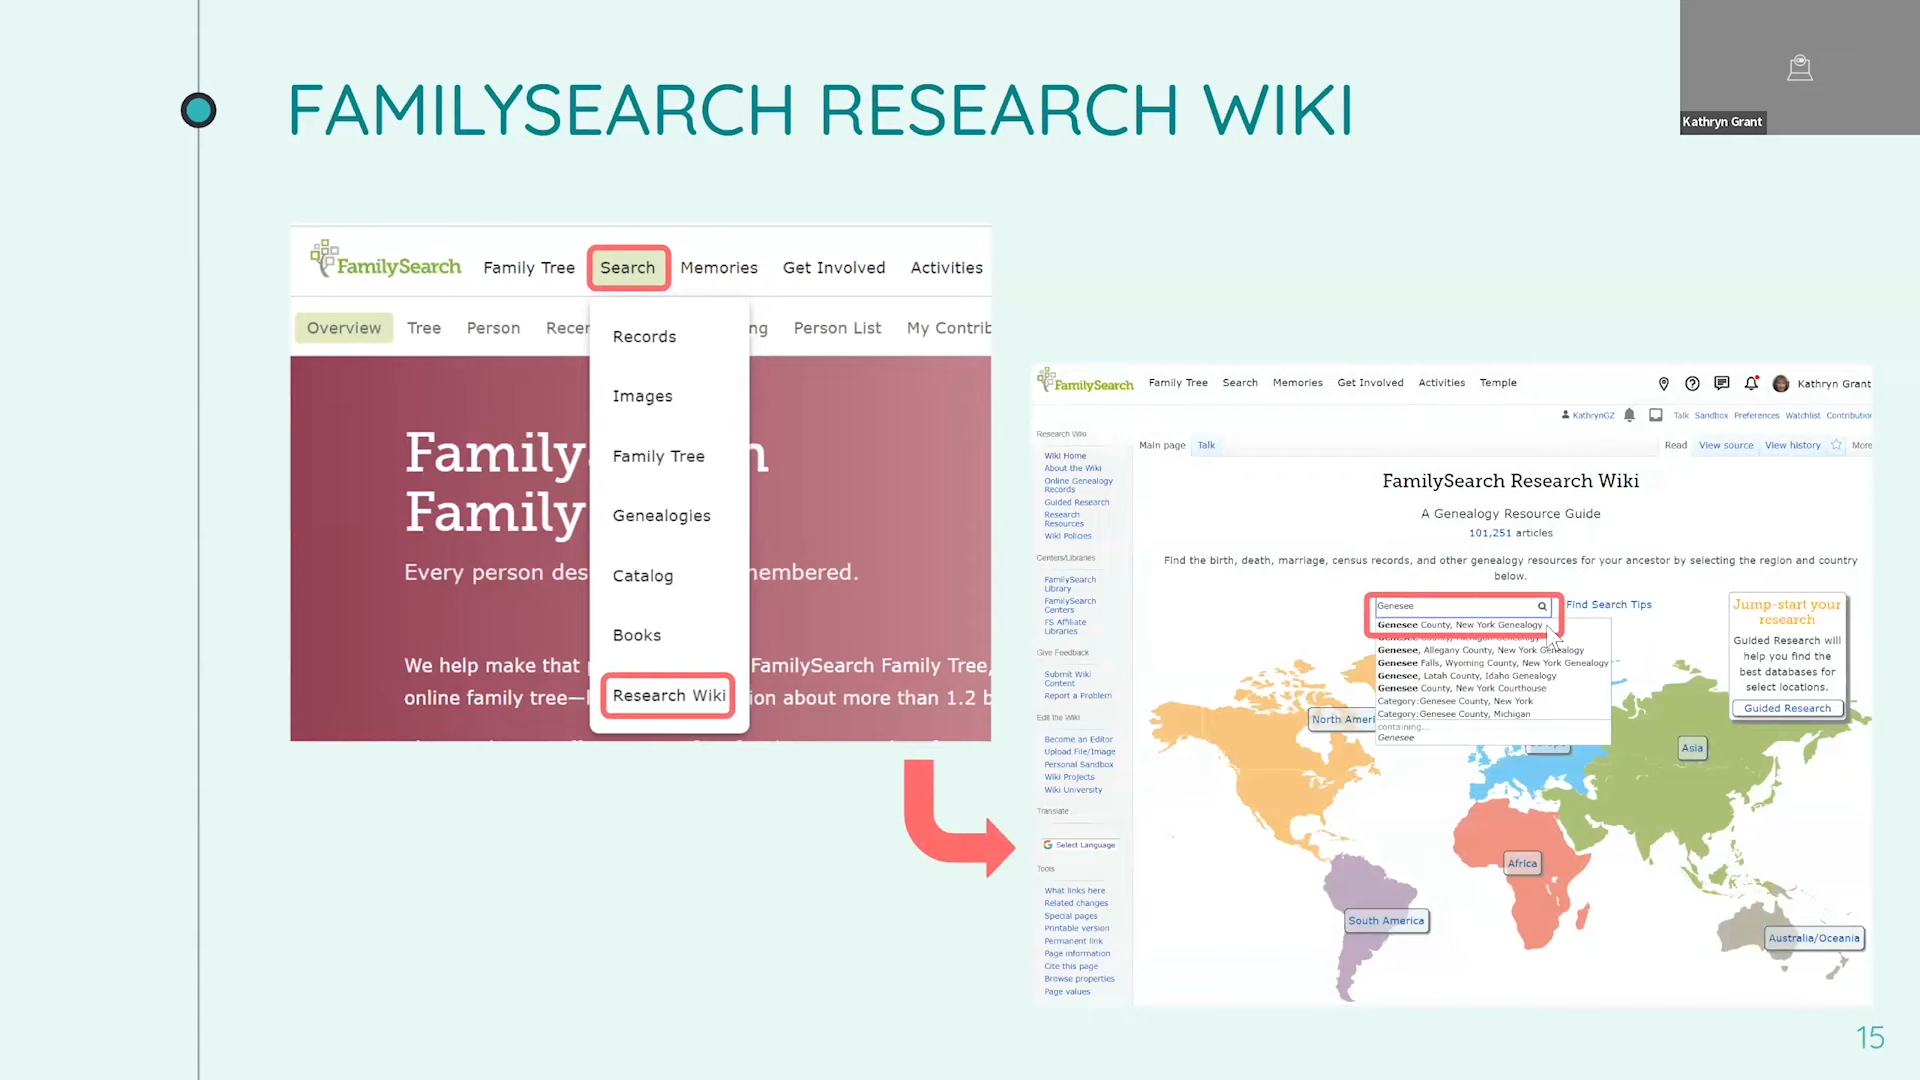 FAMILYSEARCH RESEARCH WIKI
Kathryn Grant
FamilySearch Family Tree Search Memories Get Involved Activities
Overview Tree Person Person List
Records
Images
Family Tree
Genealogies
Catalog
Books
Research Wiki
Family
Family
Every person
We help make that FamilySearch Family Tree,
online family tree about more than 1.2
FamilySearch Family Tree Search Memories Get Involved Activities Temple Kathryn Grant
KathrynGZ Talk Sandbox Preferences Watchlist
Research Wiki
Main page Talk Read View source View history More
Wiki Home
About the Wiki
Online Genealogy
Records
Guided Research
Research
Resources
Wiki Policies
Centers/Libraries
FamilySearch
Library
FamilySearch
Centers
FS Affiliate
Libraries
Give Feedback
Submit Wiki
Content
Report a Problem
Edit the Wiki
Become an Editor
Upload File/Image
Personal Sandbox
Wiki Projects
Wiki University
Translate
Select Language
Tools
What links here
Related changes
Special pages
Printable version
Permanent link
Page information
Cite this page
Browse properties
Page values
FamilySearch Research Wiki
A Genealogy Resource Guide
101,251 articles
Find the birth, death, marriage, census records, and other genealogy resources for your ancestor by selecting the region and country
below.
Genesee
Find Search Tips
Genesee County, New York Genealogy
Genesee County, Michigan Genealogy
Genesee, Allegany County, New York Genealogy
Genesee Falls, Wyoming County, New York Genealogy
Genesee, Latah County, Idaho Genealogy
Genesee County, New York Courthouse
Category:Genesee County, New York
Category:Genesee County, Michigan
containing...
Genesee
Jump-start your
research
Guided Research will
help you find the
best databases for
select locations.
Guided Research
Asia
Africa
South America
Australia/Oceania
15